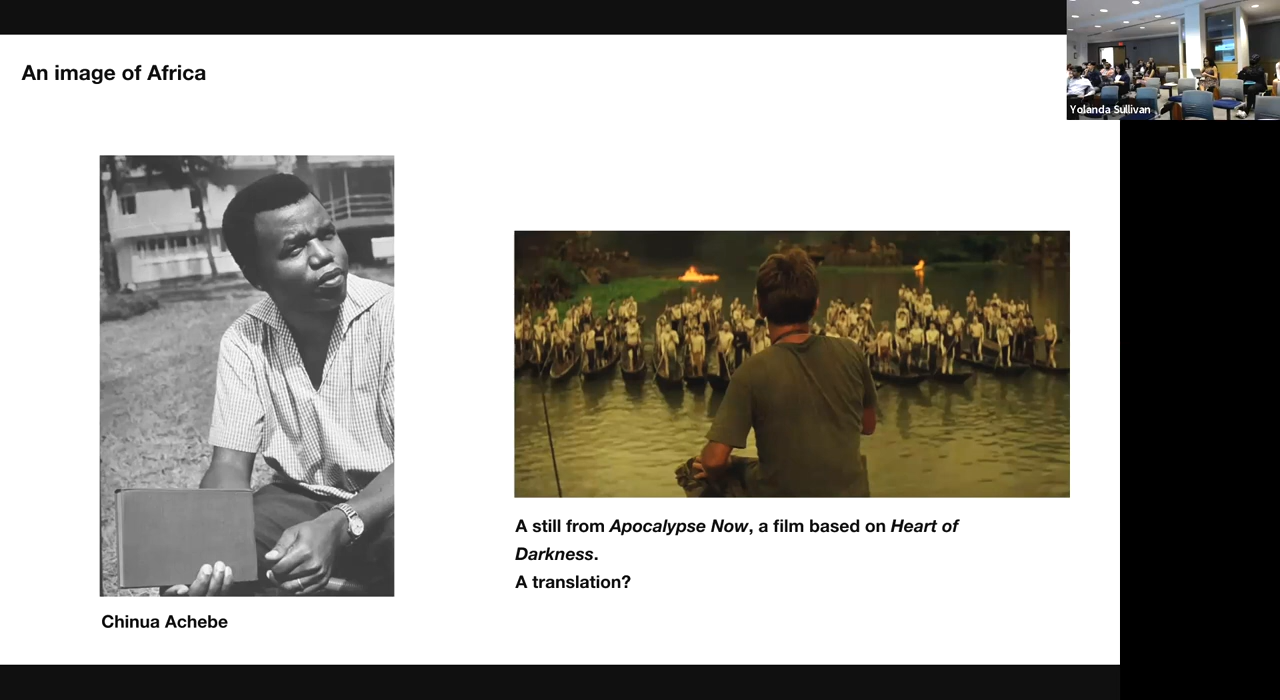 An image of Africa
Yolanda Sullivan
A still from Apocalypse Now, a film based on Heart of
Darkness.
A translation?
Chinua Achebe